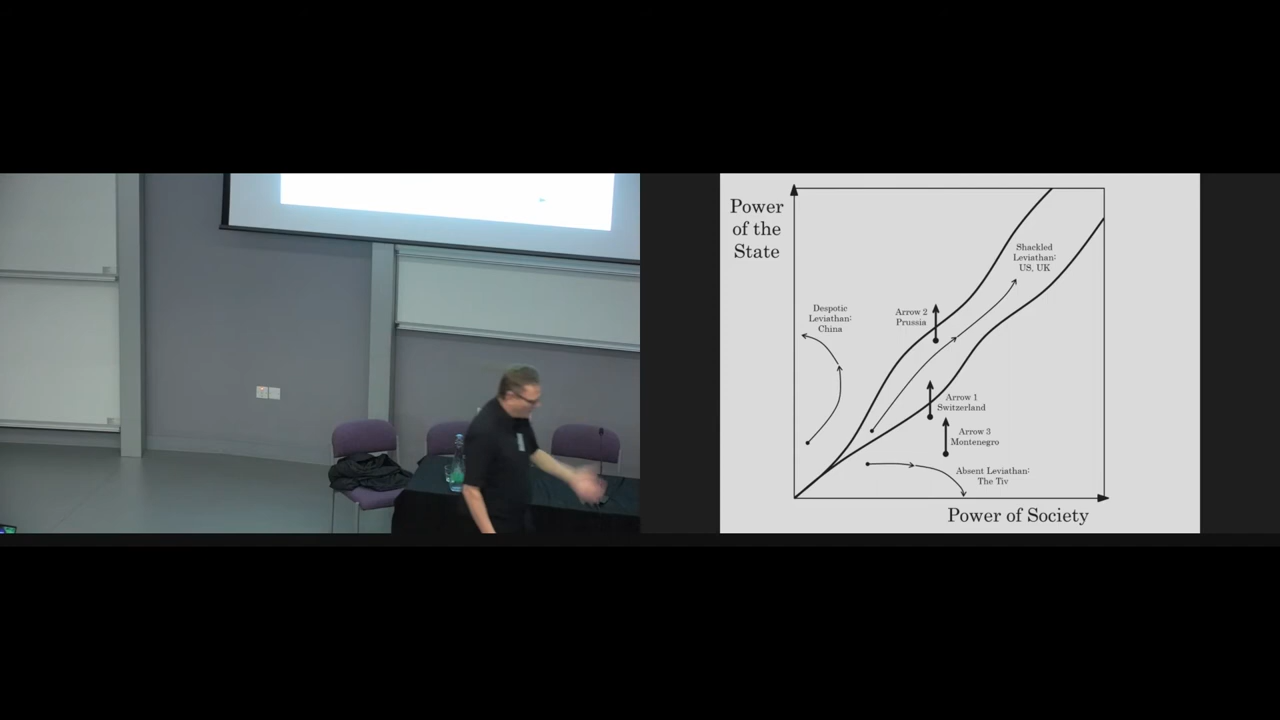 Power
of the
State
Shackled
Leviathan:
US, UK
Despotic
Leviathan:
China
Arrow 2
Prussia
Arrow 1
Switzerland
Arrow 3
Montenegro
Absent Leviathan:
The Tiv
Power of Society